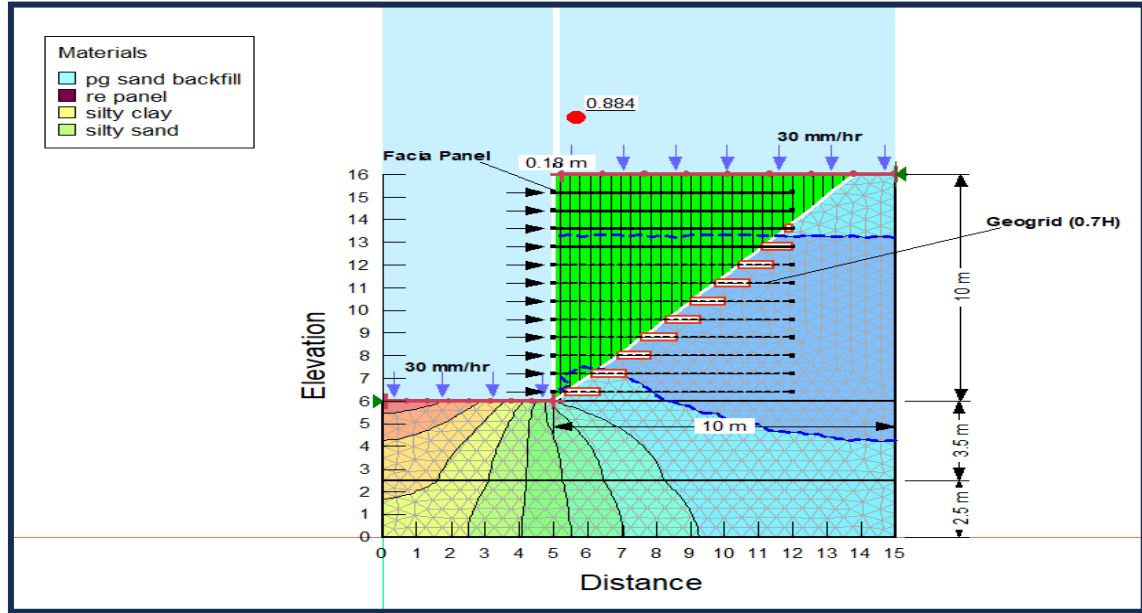 Materials
pg sand backfill
re panel
silty clay
silty sand
0.884
30 mm/hr
Facia Panel
0.18 m
Geogrid (0.7H)
30 mm/hr
10 m
10 m
3.5 m
2.5 m
Elevation
16
15
14
13
12
11
10
9
8
7
6
5
4
3
2
1
0
0 1 2 3 4 5 6 7 8 9 10 11 12 13 14 15
Distance